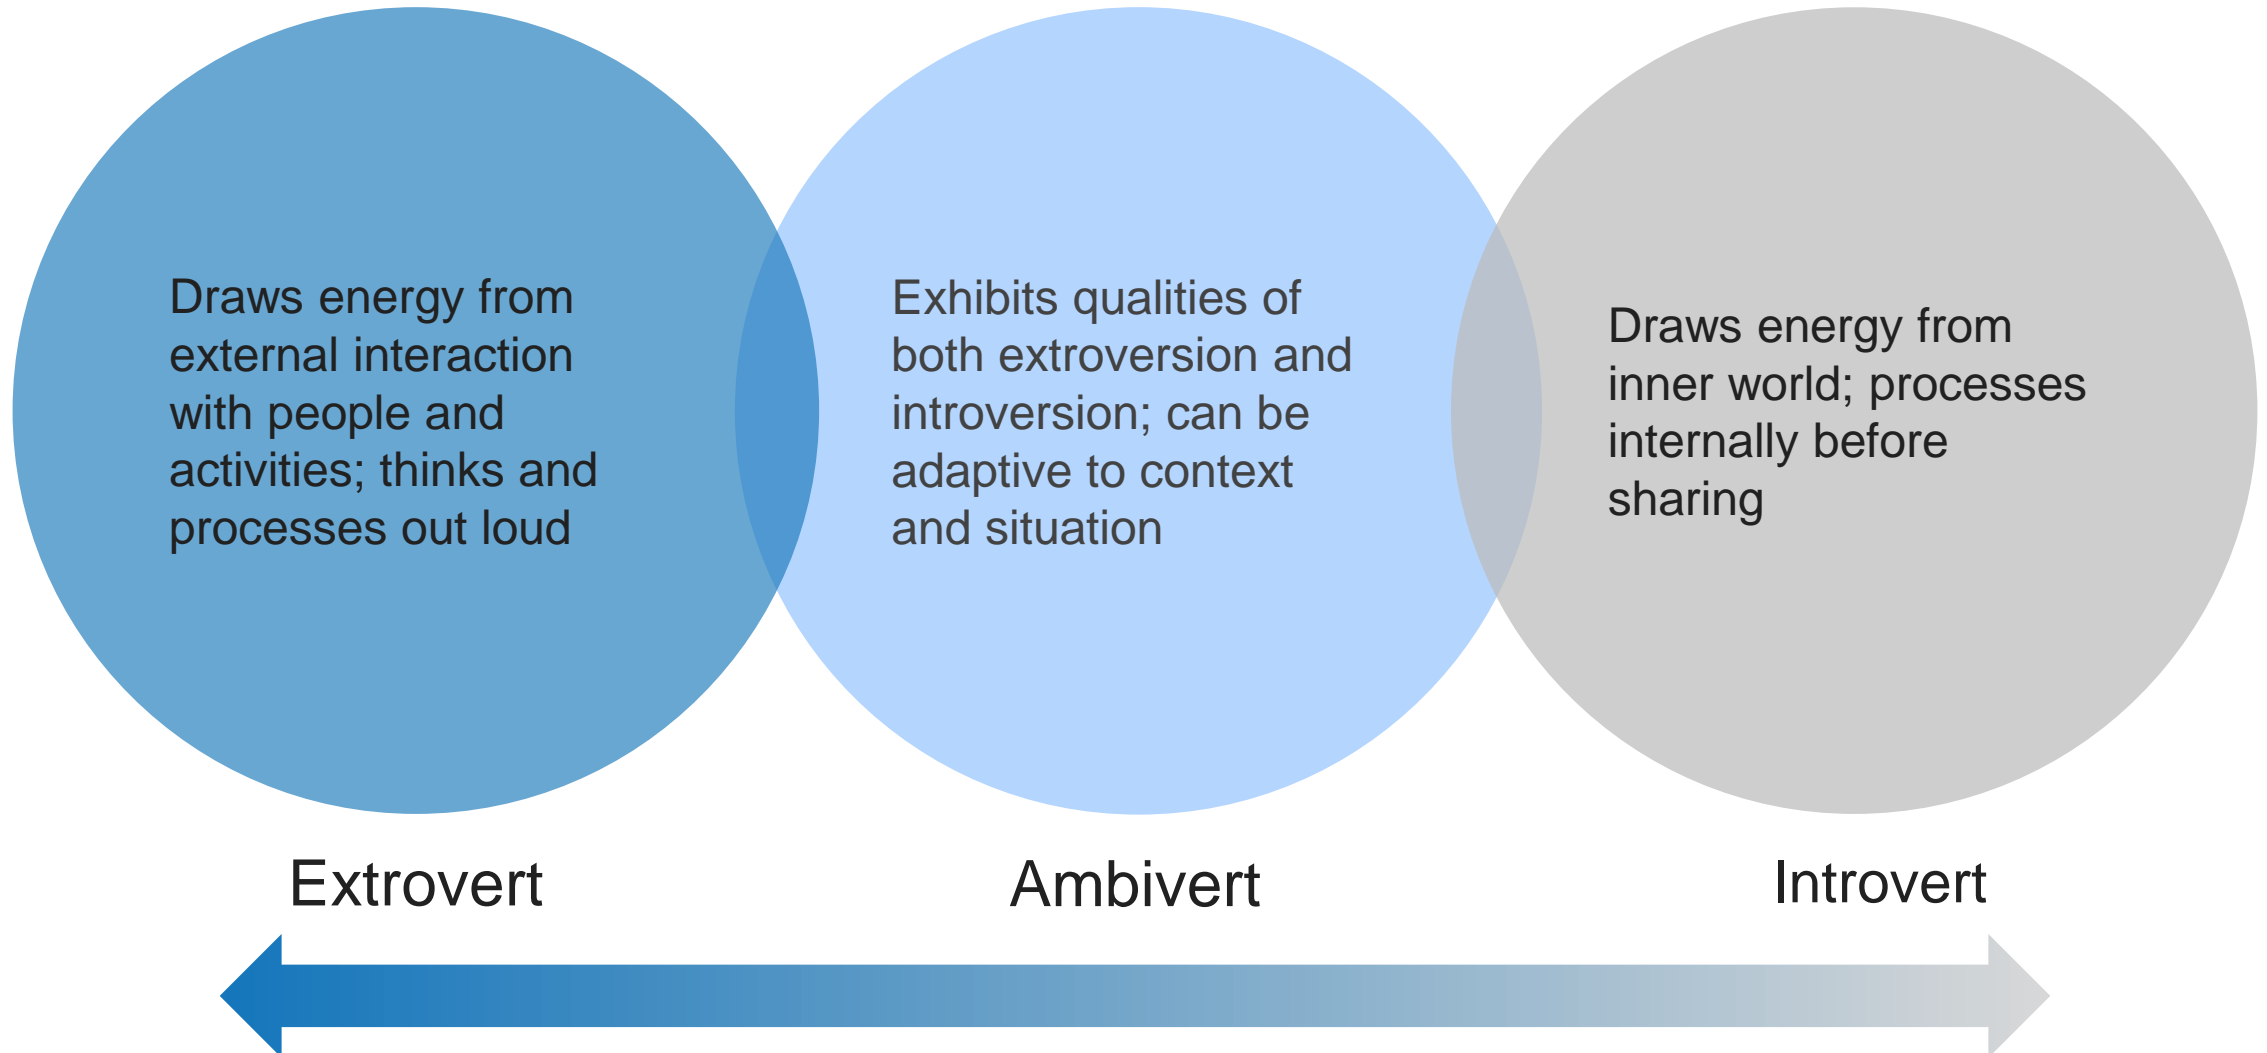 Draws energy from
external interaction
with people and
activities; thinks and
processes out loud
Exhibits qualities of
both extroversion and
introversion; can be
adaptive to context
and situation
Draws energy from
inner world; processes
internally before
sharing
Extrovert
Ambivert
Introvert